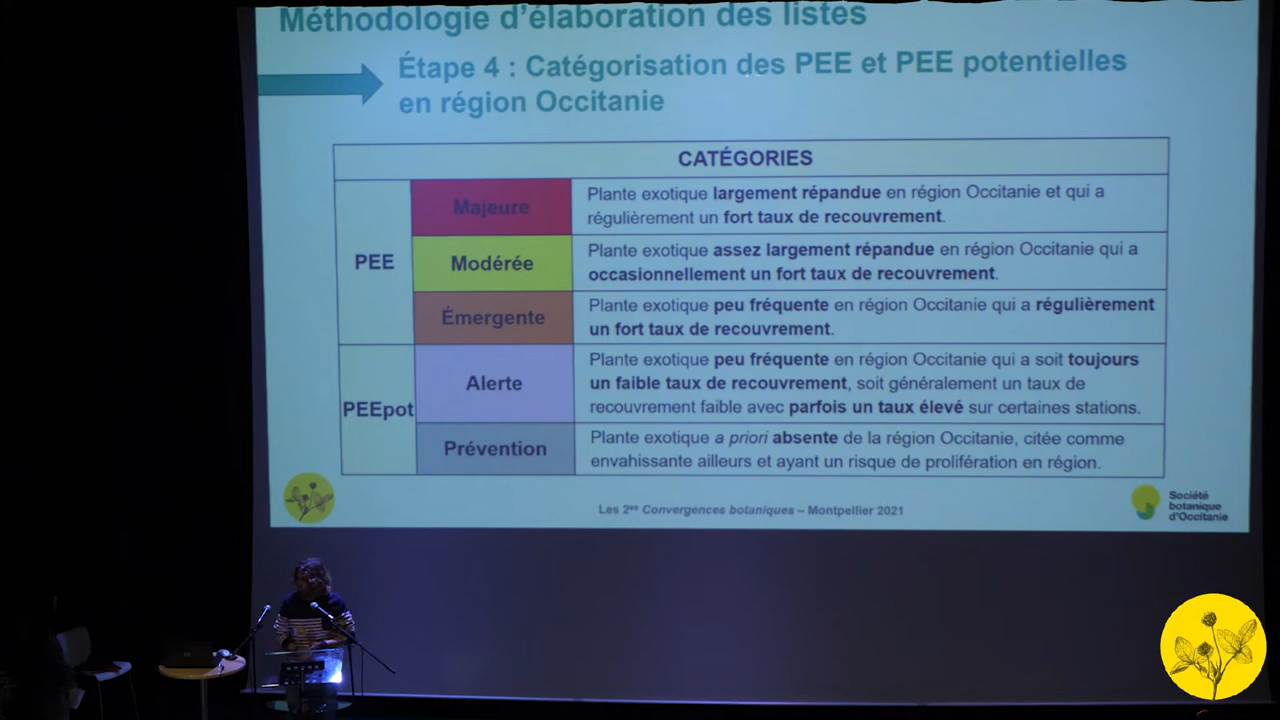 Méthodologie d'élaboration des listes
Étape 4 : Catégorisation des PEE et PEE potentielles
en région Occitanie
CATÉGORIES
PEE
Majeure
Plante exotique largement répandue en région Occitanie et qui a
régulièrement un fort taux de recouvrement.
Modérée
Plante exotique assez largement répandue en région Occitanie qui a
occasionnellement un fort taux de recouvrement.
Émergente
Plante exotique peu fréquente en région Occitanie qui a régulièrement
un fort taux de recouvrement.
PEEpot
Alerte
Plante exotique peu fréquente en région Occitanie qui a soit toujours
un faible taux de recouvrement, soit généralement un taux de
recouvrement faible avec parfois un taux élevé sur certaines stations.
Prévention
Plante exotique a priori absente de la région Occitanie, citée comme
envahissante ailleurs et ayant un risque de prolifération en région.
Les 2es Convergences botaniques – Montpellier 2021
Société
botanique
d'Occitanie